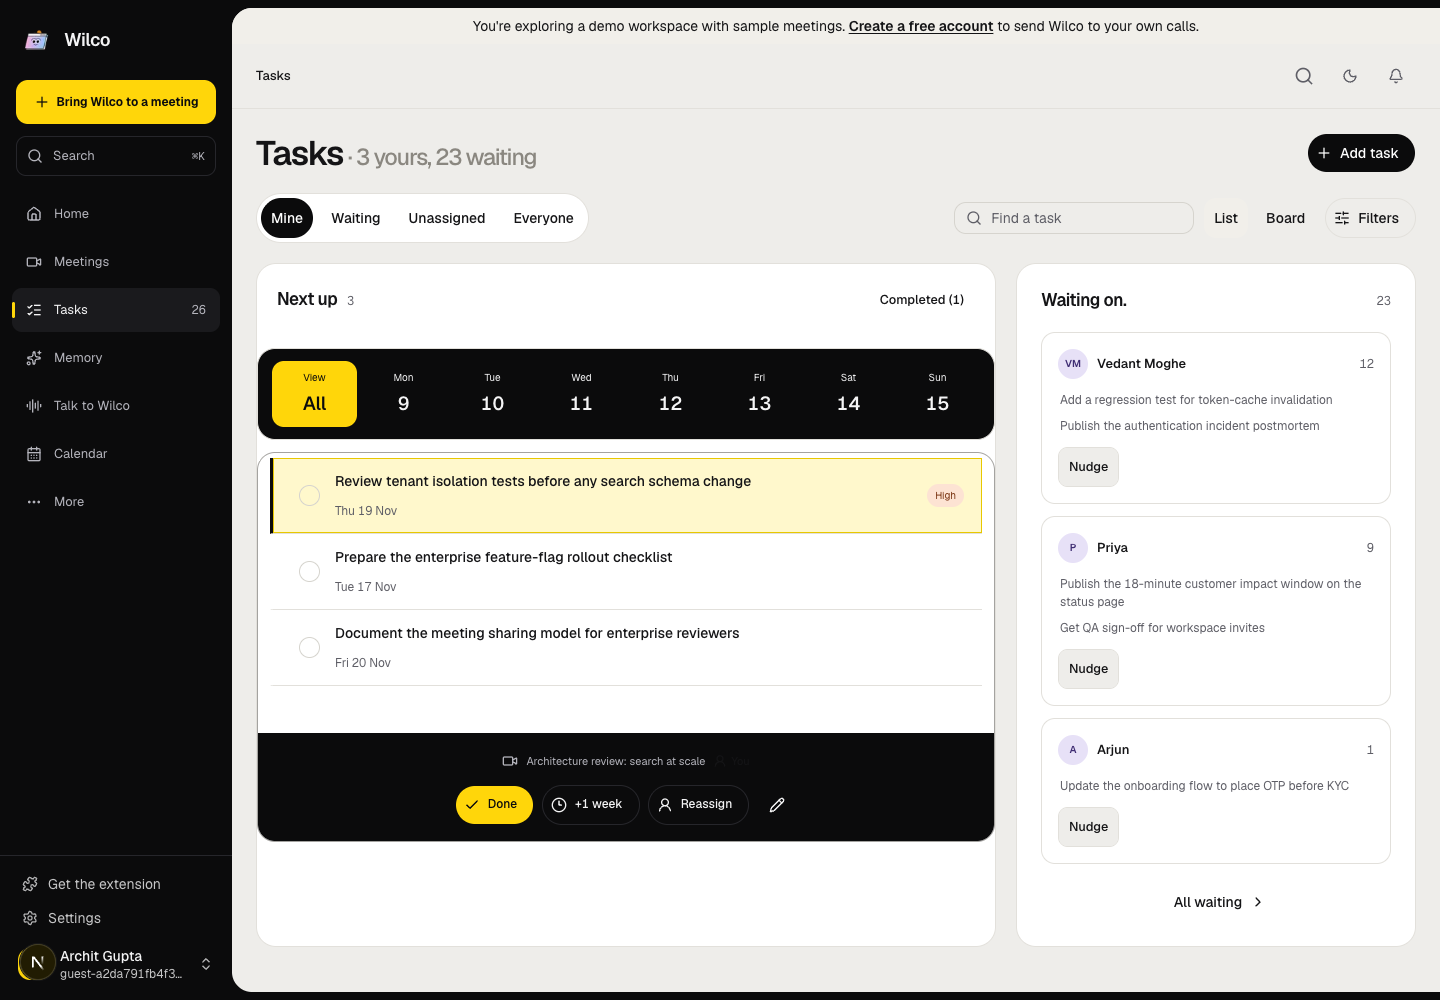 Wilco
Bring Wilco to a meeting
Search ⌘K
Home
Meetings
Tasks 26
Memory
Talk to Wilco
Calendar
More
Get the extension
Settings
N
Archit Gupta
guest-a2da791fb4f3...
You're exploring a demo workspace with sample meetings. Create a free account to send Wilco to your own calls.
Tasks
Tasks · 3 yours, 23 waiting
Add task
Mine Waiting Unassigned Everyone
Find a task
List Board Filters
Next up 3
Completed (1)
View Mon Tue Wed Thu Fri Sat Sun
All 9 10 11 12 13 14 15
Review tenant isolation tests before any search schema change
Thu 19 Nov
High
Prepare the enterprise feature-flag rollout checklist
Tue 17 Nov
Document the meeting sharing model for enterprise reviewers
Fri 20 Nov
Architecture review: search at scale You
Done +1 week Reassign
Waiting on. 23
VM Vedant Moghe 12
Add a regression test for token-cache invalidation
Publish the authentication incident postmortem
Nudge
P Priya 9
Publish the 18-minute customer impact window on the
status page
Get QA sign-off for workspace invites
Nudge
A Arjun 1
Update the onboarding flow to place OTP before KYC
Nudge
All waiting